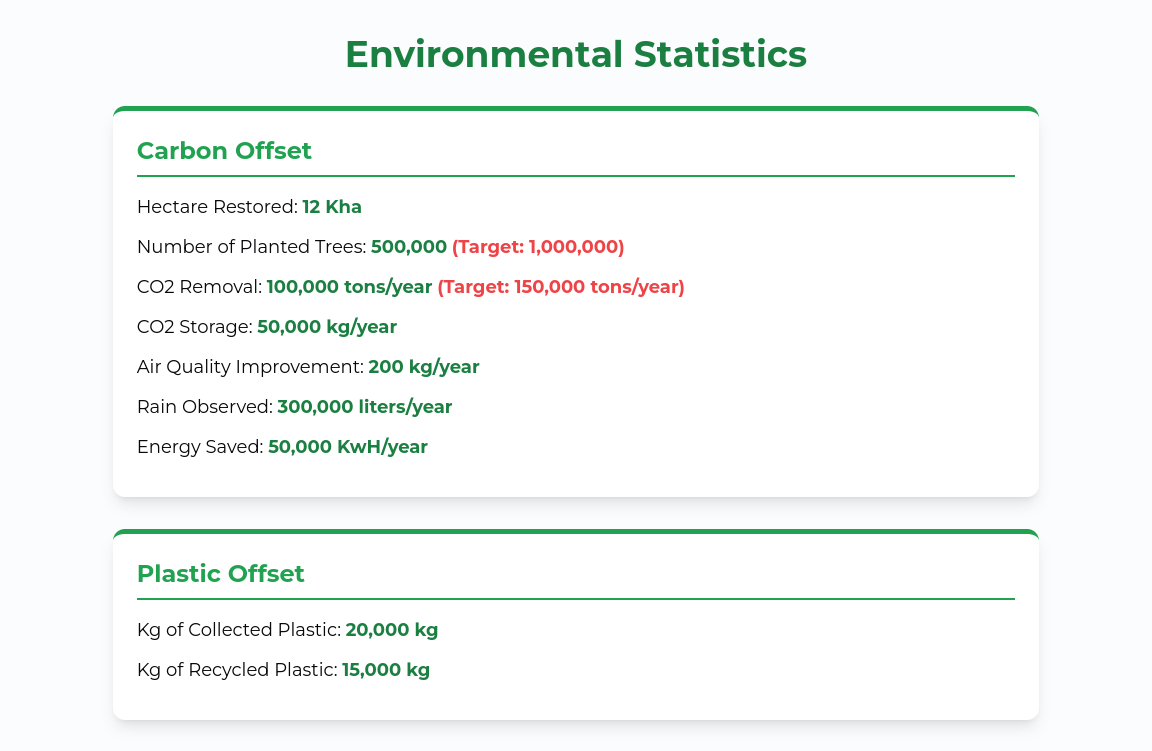 Environmental Statistics
Carbon Offset
Hectare Restored: 12 Kha
Number of Planted Trees: 500,000 (Target: 1,000,000)
CO2 Removal: 100,000 tons/year (Target: 150,000 tons/year)
CO2 Storage: 50,000 kg/year
Air Quality Improvement: 200 kg/year
Rain Observed: 300,000 liters/year
Energy Saved: 50,000 KwH/year
Plastic Offset
Kg of Collected Plastic: 20,000 kg
Kg of Recycled Plastic: 15,000 kg